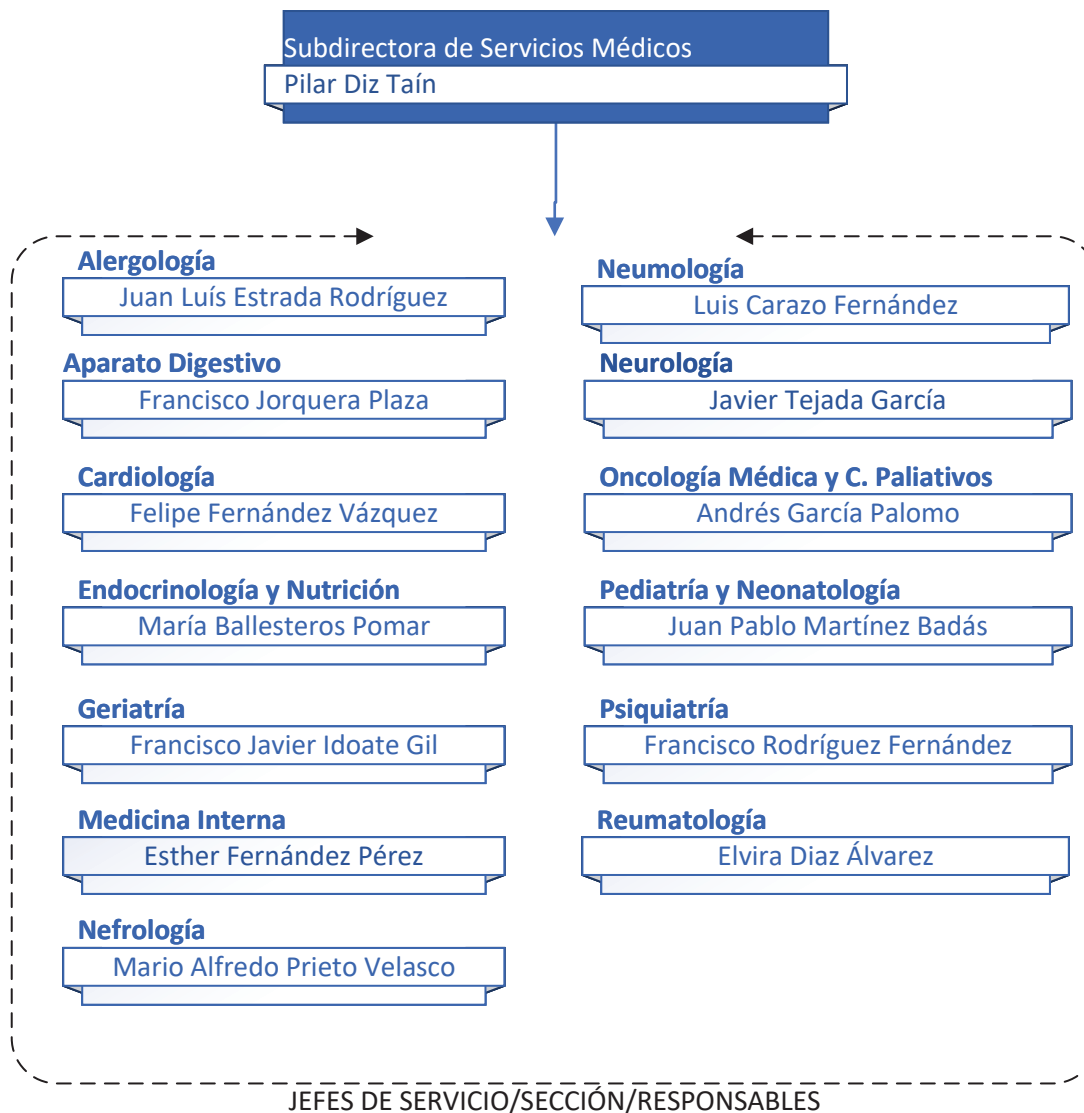 Subdirectora de Servicios Médicos
Pilar Diz Taín
Alergología
Juan Luís Estrada Rodríguez
Aparato Digestivo
Francisco Jorquera Plaza
Cardiología
Felipe Fernández Vázquez
Endocrinología y Nutrición
María Ballesteros Pomar
Geriatría
Francisco Javier Idoate Gil
Medicina Interna
Esther Fernández Pérez
Nefrología
Mario Alfredo Prieto Velasco
Neumología
Luis Carazo Fernández
Neurología
Javier Tejada García
Oncología Médica y C. Paliativos
Andrés García Palomo
Pediatría y Neonatología
Juan Pablo Martínez Badás
Psiquiatría
Francisco Rodríguez Fernández
Reumatología
Elvira Diaz Álvarez
JEFES DE SERVICIO/SECCIÓN/RESPONSABLES